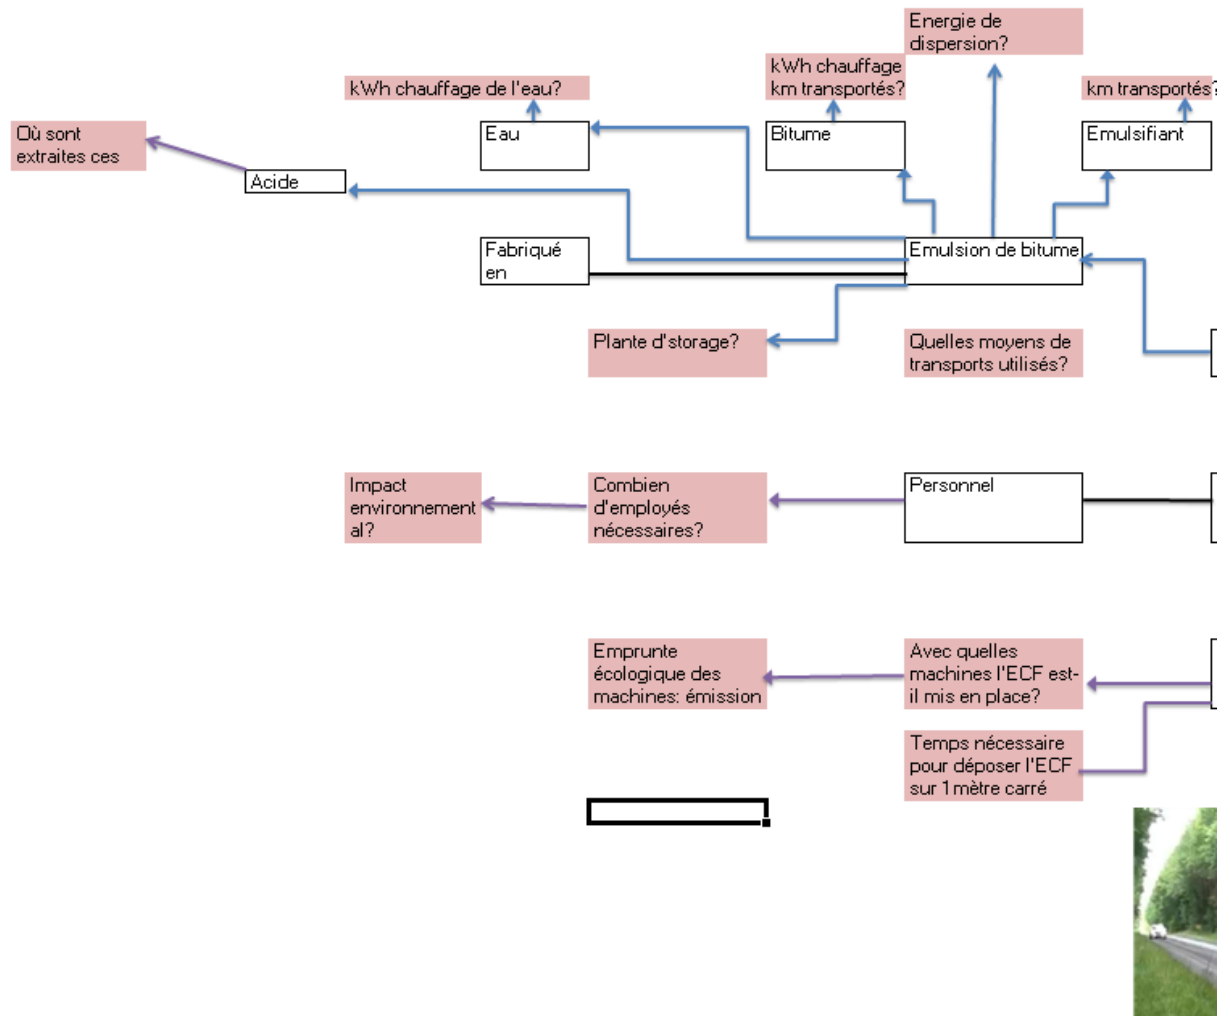 Energie de
dispersion?
kWh chauffage
km transportés?
kWh chauffage de l'eau?
km transportés?
Où sont
extraites ces
Eau
Bitume
Emulsifiant
Acide
Fabriqué
en
Emulsion de bitume
Plante d'storage?
Quelles moyens de
transports utilisés?
Impact
environnement
al?
Combien
d'employés
nécessaires?
Personnel
Emprunte
écologique des
machines: émission
Avec quelles
machines l'ECF est-
il mis en place?
Temps nécessaire
pour déposer l'ECF
sur 1 mètre carré